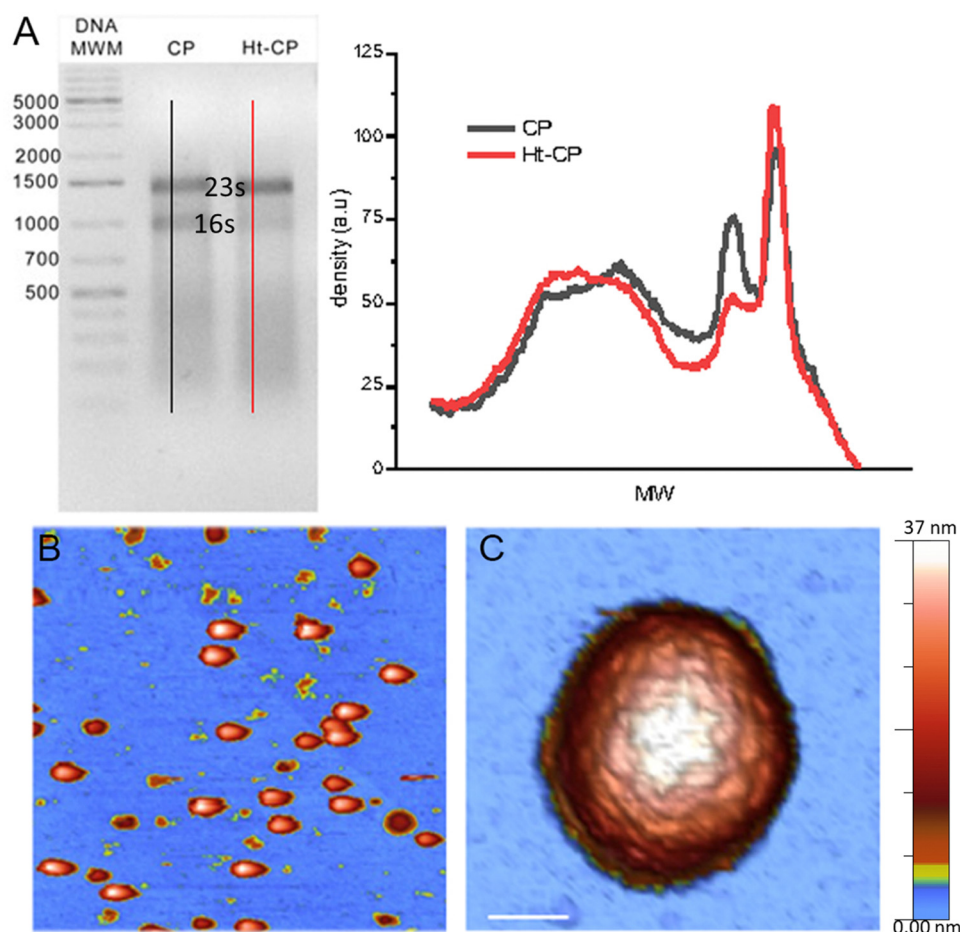 A
DNA
MWM
CP
Ht-CP
5000
3000
2000
1500
1000
700
500
23s
16s
125
100
75
50
25
0
density (a.u)
CP
Ht-CP
MW
B
C
37 nm
0.00 nm